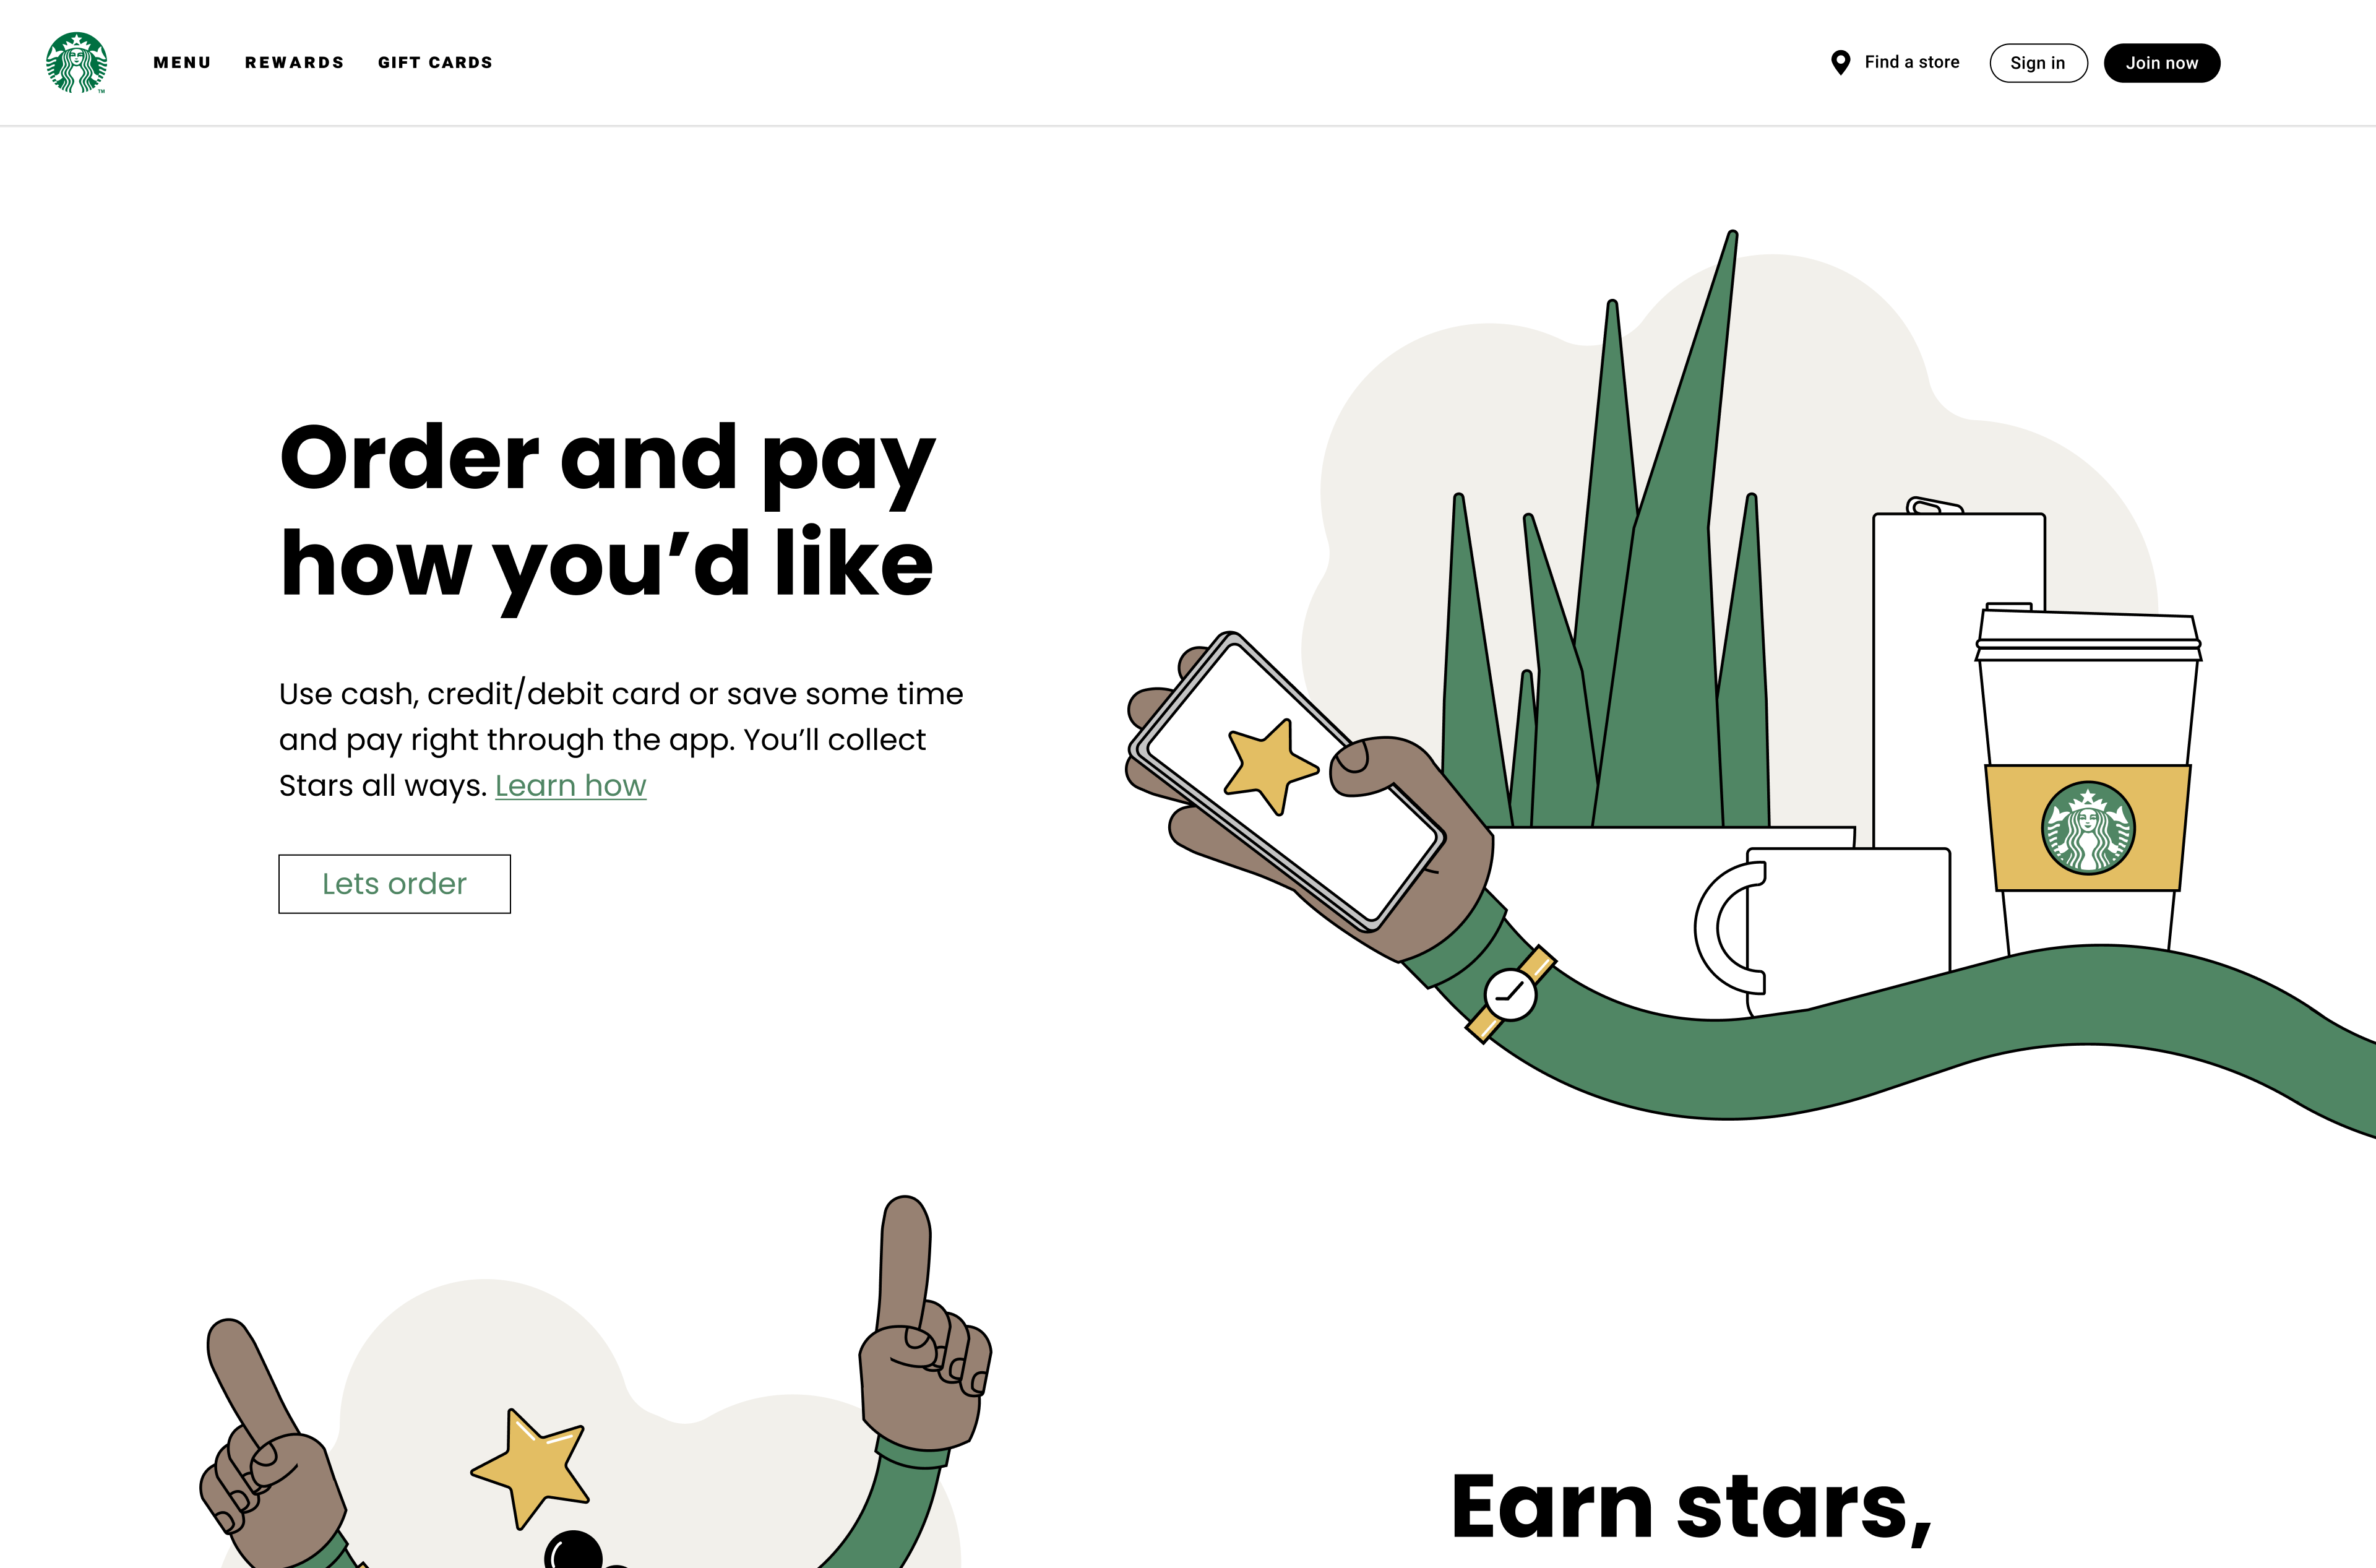 MENU REWARDS GIFT CARDS Find a store Sign in Join now
TM
Order and pay
how you’d like
Use cash, credit/debit card or save some time
and pay right through the app. You’ll collect
Stars all ways. Learn how
Lets order
Earn stars,